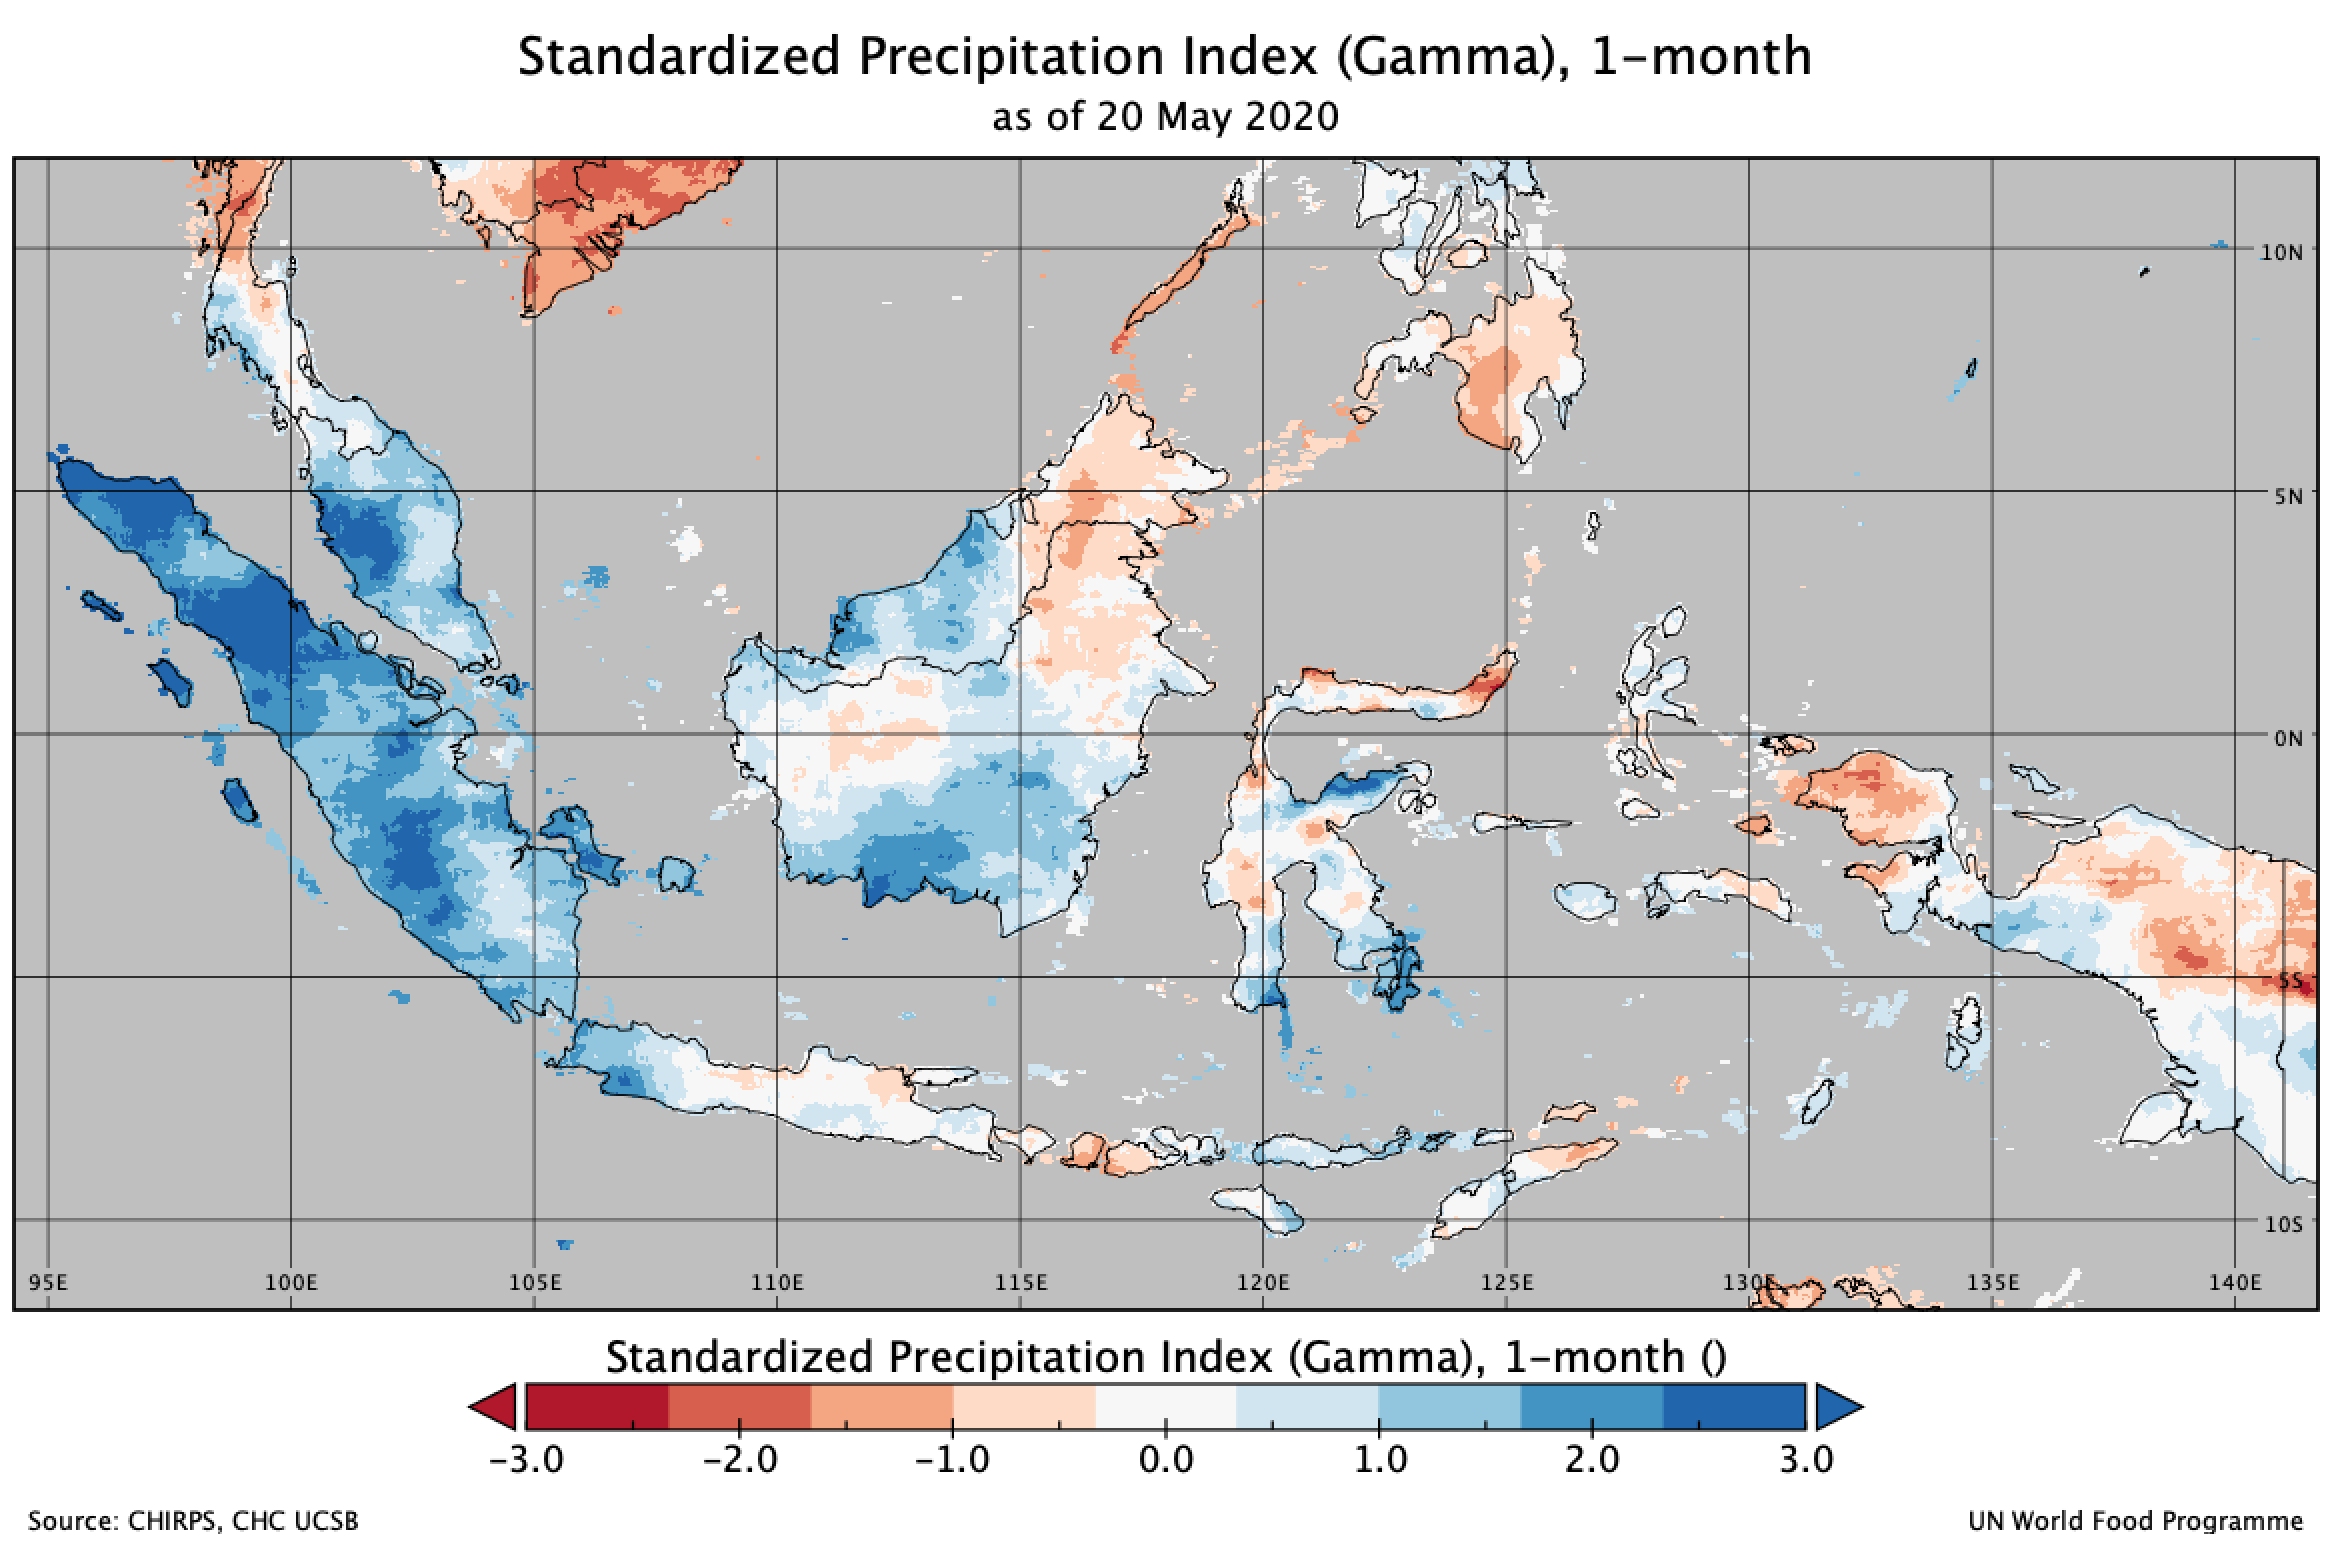 Standardized Precipitation Index (Gamma), 1-month
as of 20 May 2020
10N
5N
0N
5S
10S
95E 100E 105E 110E 115E 120E 125E 130E 135E 140E
Standardized Precipitation Index (Gamma), 1-month ()
-3.0 -2.0 -1.0 0.0 1.0 2.0 3.0
Source: CHIRPS, CHC UCSB
UN World Food Programme